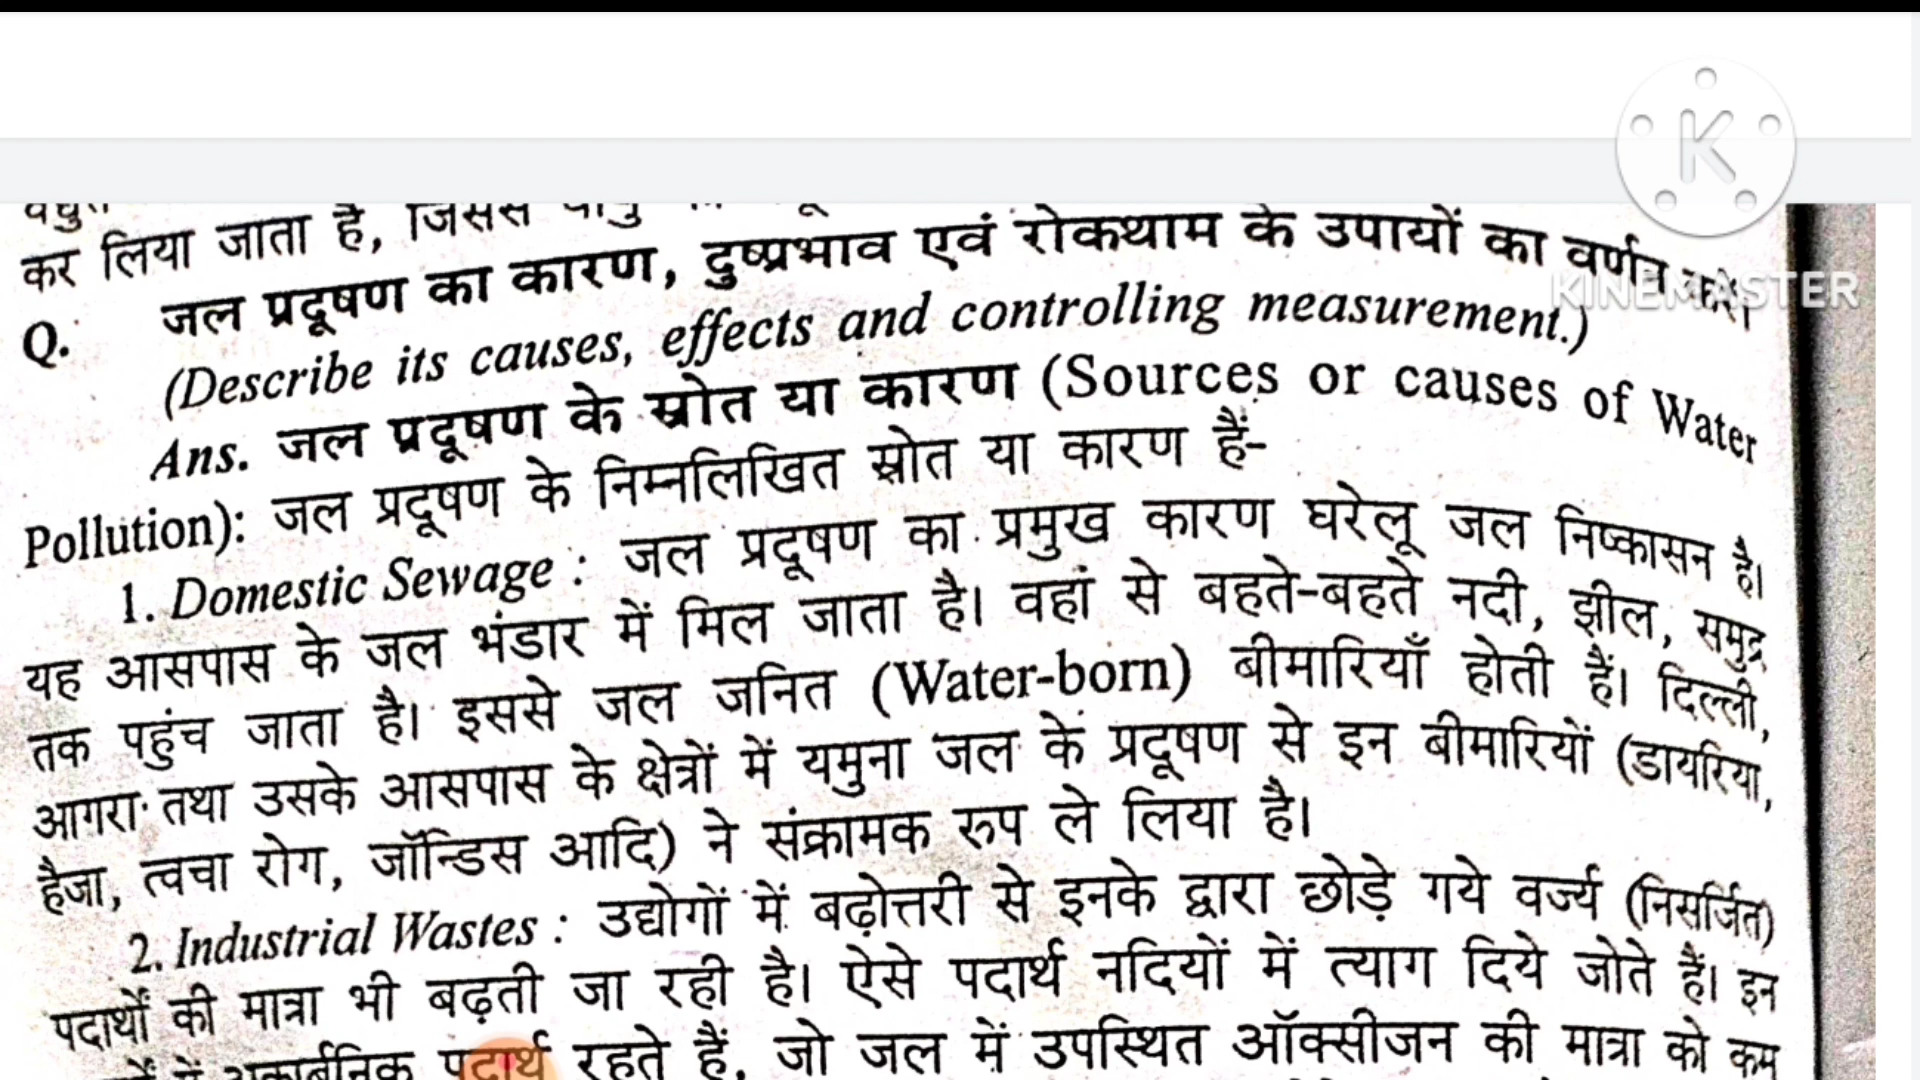 कर लिया जाता है, जिससे
Q. जल प्रदूषण का कारण, दुष्प्रभाव एवं रोकथाम के उपायों का वर्णन करें।
(Describe its causes, effects and controlling measurement.)
Ans. जल प्रदूषण के स्रोत या कारण (Sources or causes of Water
Pollution): जल प्रदूषण के निम्नलिखित स्रोत या कारण हैं-
1. Domestic Sewage : जल प्रदूषण का प्रमुख कारण घरेलू जल निष्कासन है।
यह आसपास के जल भंडार में मिल जाता है। वहां से बहते-बहते नदी, झील, समुद्र
तक पहुंच जाता है। इससे जल जनित (Water-born) बीमारियाँ होती हैं। दिल्ली,
आगरा तथा उसके आसपास के क्षेत्रों में यमुना जल के प्रदूषण से इन बीमारियों (डायरिया,
हैजा, त्वचा रोग, जॉन्डिस आदि) ने संक्रामक रुप ले लिया है।
2. Industrial Wastes : उद्योगों में बढ़ोत्तरी से इनके द्वारा छोड़े गये वर्ज्य (निसर्जित)
पदार्थों की मात्रा भी बढ़ती जा रही है। ऐसे पदार्थ नदियों में त्याग दिये जोते हैं। इन
में अकार्बनिक पदार्थ रहते हैं, जो जल में उपस्थित ऑक्सीजन की मात्रा को कम
K
KINEMASTER